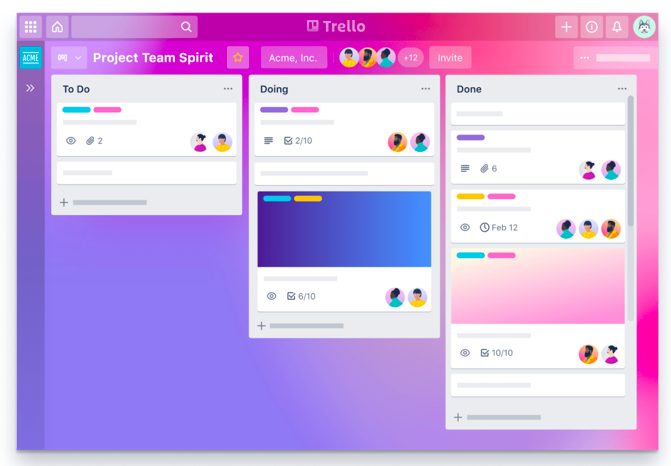 Trello
ACME
Project Team Spirit
Acme, Inc.
+12
Invite
To Do
2
Doing
2/10
6/10
Done
6
Feb 12
10/10